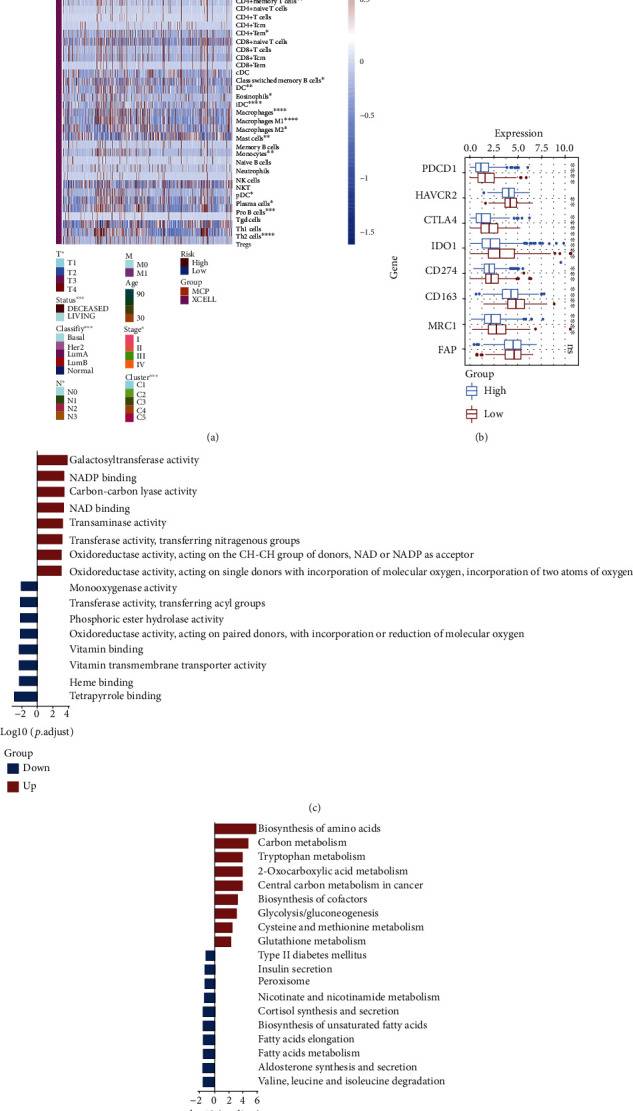 CD4+memory T cells
CD4+naive T cells
CD4+T cells
CD4+Tcm
CD4+Tem*
CD8+naive T cells
CD8+T cells
CD8+Tcm
CD8+Tem
cDC
Class switched memory B cells*
DC**
Eosinophils*
iDC****
Macrophages****
Macrophages M1****
Macrophages M2*
Mast cells**
Memory B cells
Monocytes**
Naive B cells
Neutrophils
NK cells
NKT
pDC*
Plasma cells*
Pro B cells***
Tgd cells
Th1 cells
Th2 cells****
Tregs
0
−0.5
−1
−1.5
T*
T1
T2
T3
T4
Status***
DECEASED
LIVING
Classifiy***
Basal
Her2
LumA
LumB
Normal
N*
N0
N1
N2
N3
M
M0
M1
Age
90
30
Stage*
I
II
III
IV
Cluster***
C1
C2
C3
C4
C5
Risk
High
Low
Group
MCP
XCELL
(a)
Expression
0.0 2.5 5.0 7.5 10.0
Gene
PDCD1
HAVCR2
CTLA4
IDO1
CD274
CD163
MRC1
FAP
ns
Group
High
Low
(b)
Galactosyltransferase activity
NADP binding
Carbon-carbon lyase activity
NAD binding
Transaminase activity
Transferase activity, transferring nitragenous groups
Oxidoreductase activity, acting on the CH-CH group of donors, NAD or NADP as acceptor
Oxidoreductase activity, acting on single donors with incorporation of molecular oxygen, incorporation of two atoms of oxygen
Monooxygenase activity
Transferase activity, transferring acyl groups
Phosphoric ester hydrolase activity
Oxidoreductase activity, acting on paired donors, with incorporation or reduction of molecular oxygen
Vitamin binding
Vitamin transmembrane transporter activity
Heme binding
Tetrapyrrole binding
−2 0 2 4
Log10 (p.adjust)
Group
Down
Up
(c)
Biosynthesis of amino acids
Carbon metabolism
Tryptophan metabolism
2-Oxocarboxylic acid metabolism
Central carbon metabolism in cancer
Biosynthesis of cofactors
Glycolysis/gluconeogenesis
Cysteine and methionine metabolism
Glutathione metabolism
Type II diabetes mellitus
Insulin secretion
Peroxisome
Nicotinate and nicotinamide metabolism
Cortisol synthesis and secretion
Biosynthesis of unsaturated fatty acids
Fatty acids elongation
Fatty acids metabolism
Aldosterone synthesis and secretion
Valine, leucine and isoleucine degradation
−2 0 2 4 6